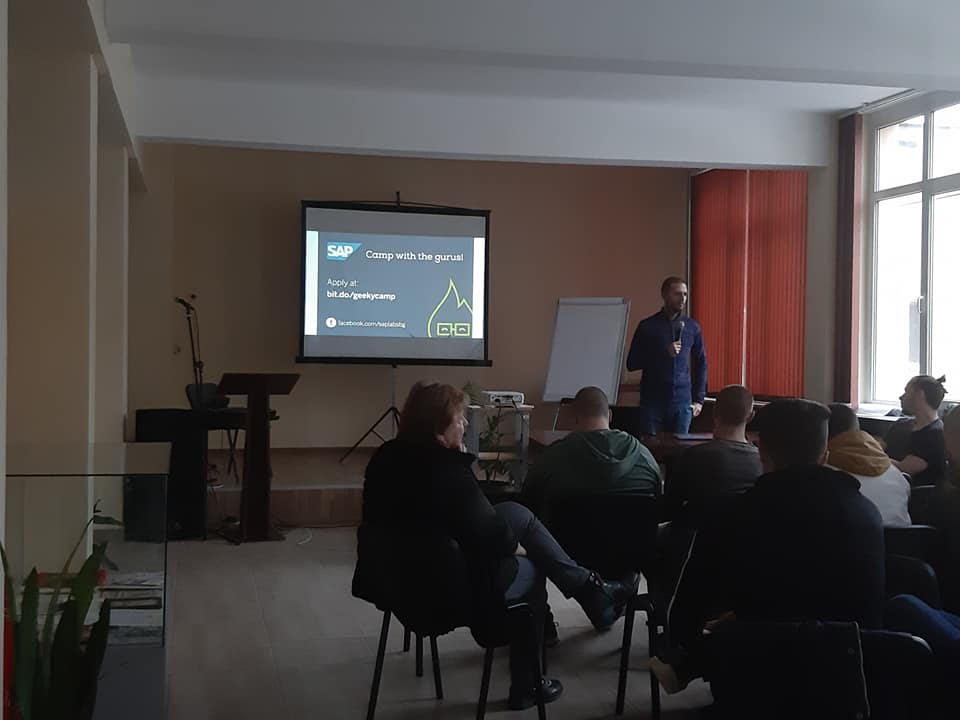 SAP
Camp with the gurus!
Apply at:
bit.do/geekycamp
facebook.com/saplabsbg